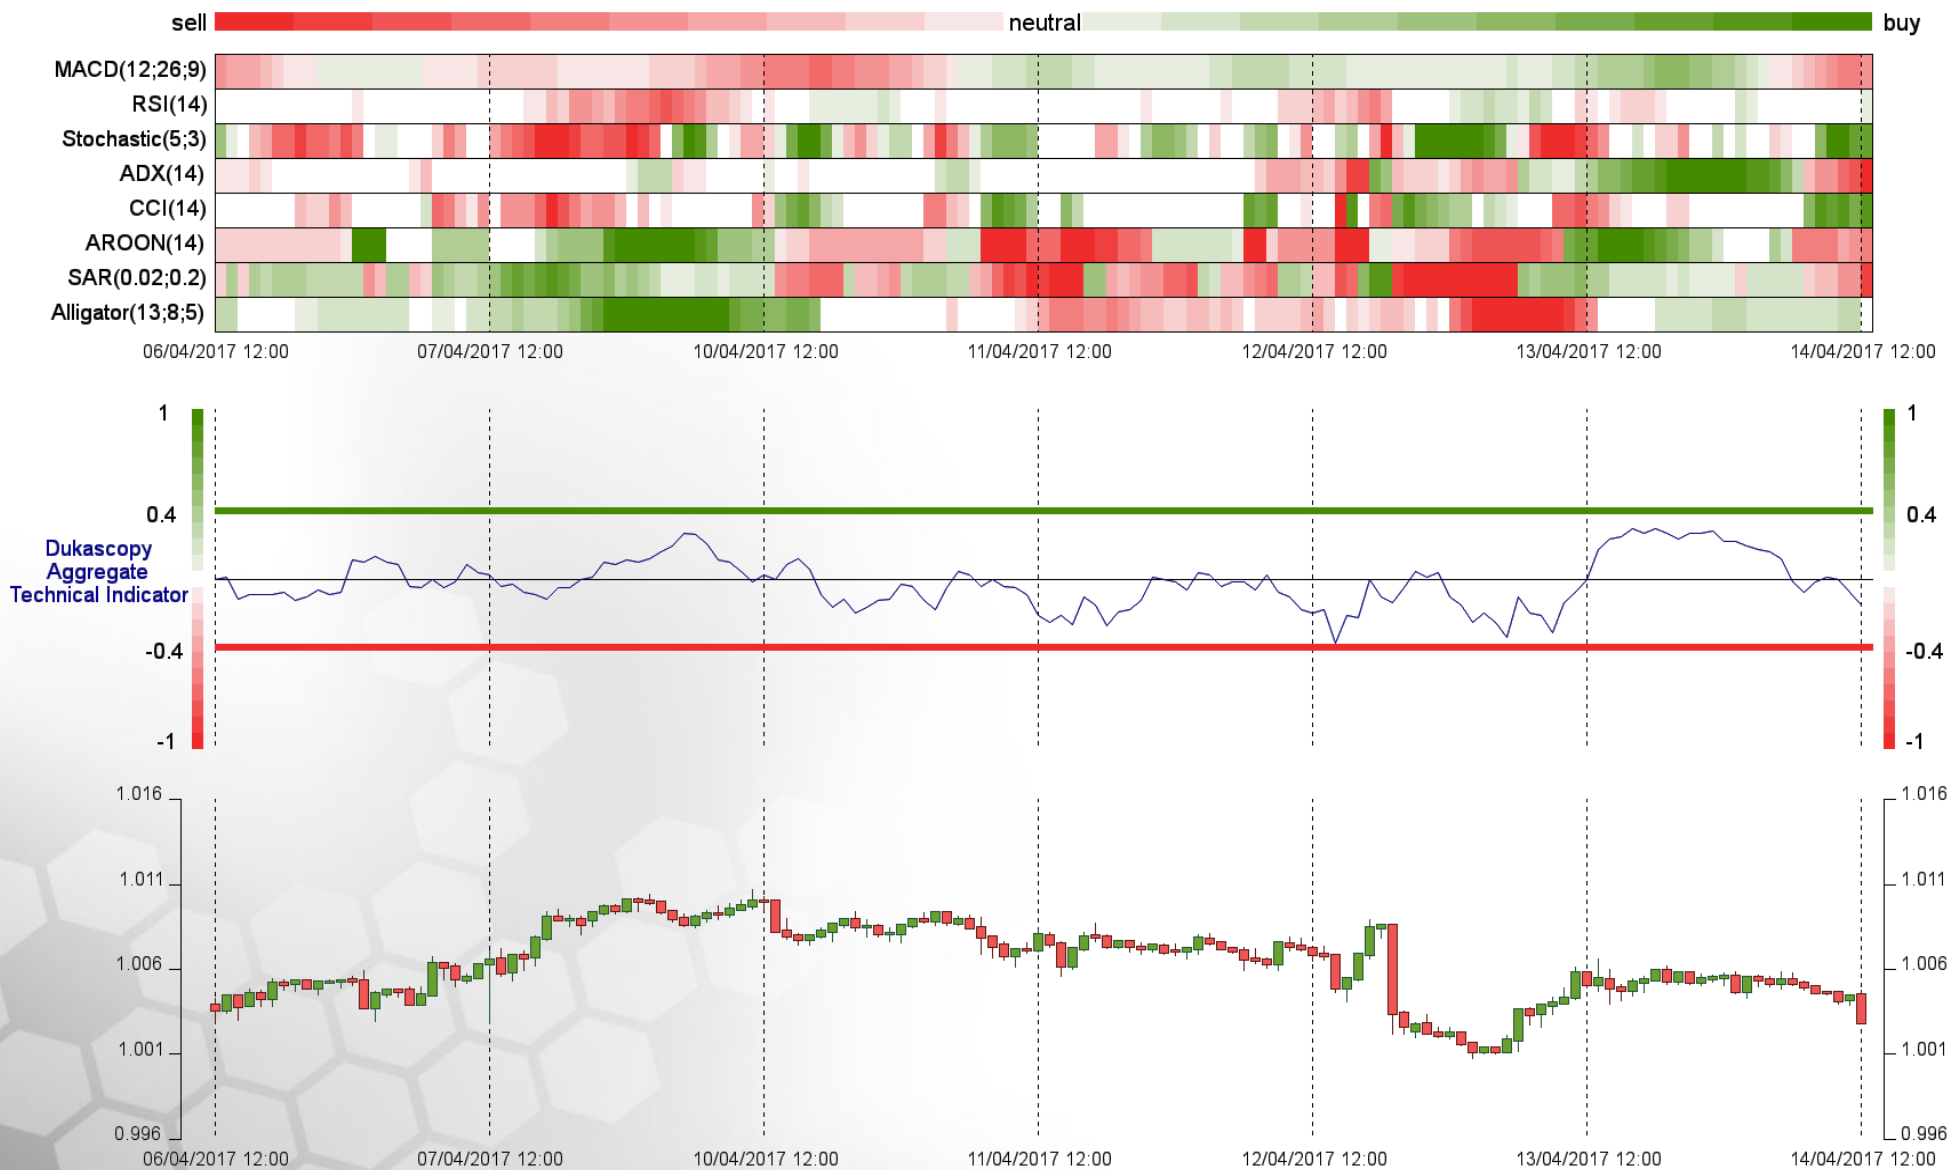 sell neutral buy
MACD(12;26;9)
RSI(14)
Stochastic(5;3)
ADX(14)
CCI(14)
AROON(14)
SAR(0.02;0.2)
Alligator(13;8;5)
06/04/2017 12:00 07/04/2017 12:00 10/04/2017 12:00 11/04/2017 12:00 12/04/2017 12:00 13/04/2017 12:00 14/04/2017 12:00
1 1
0.4 0.4
Dukascopy
Aggregate
Technical Indicator
-0.4 -0.4
-1 -1
1.016 1.016
1.011 1.011
1.006 1.006
1.001 1.001
0.996 0.996
06/04/2017 12:00 07/04/2017 12:00 10/04/2017 12:00 11/04/2017 12:00 12/04/2017 12:00 13/04/2017 12:00 14/04/2017 12:00